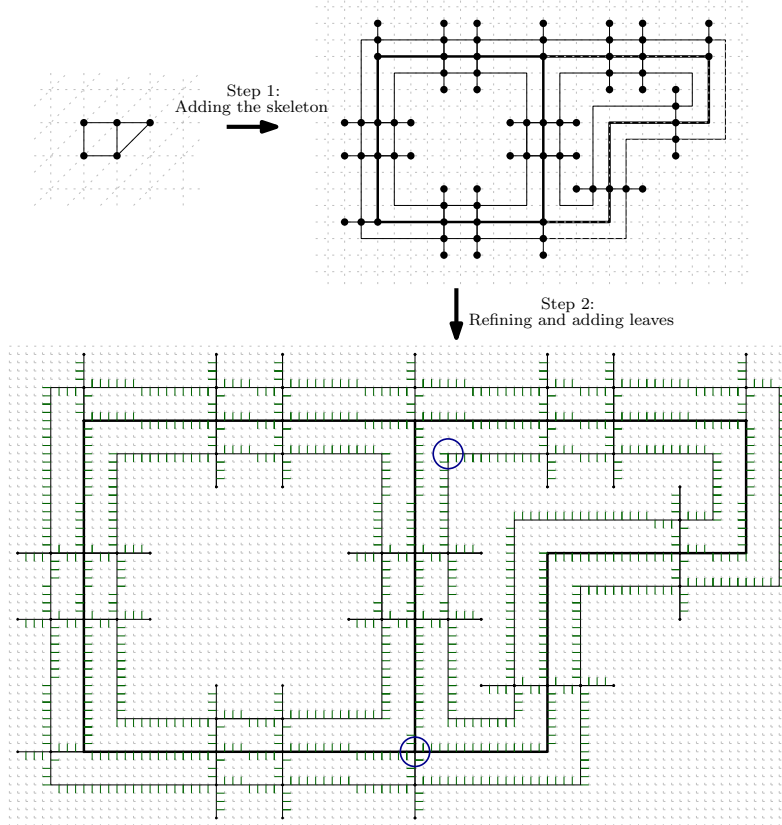 Step 1:
Adding the skeleton
Step 2:
Refining and adding leaves